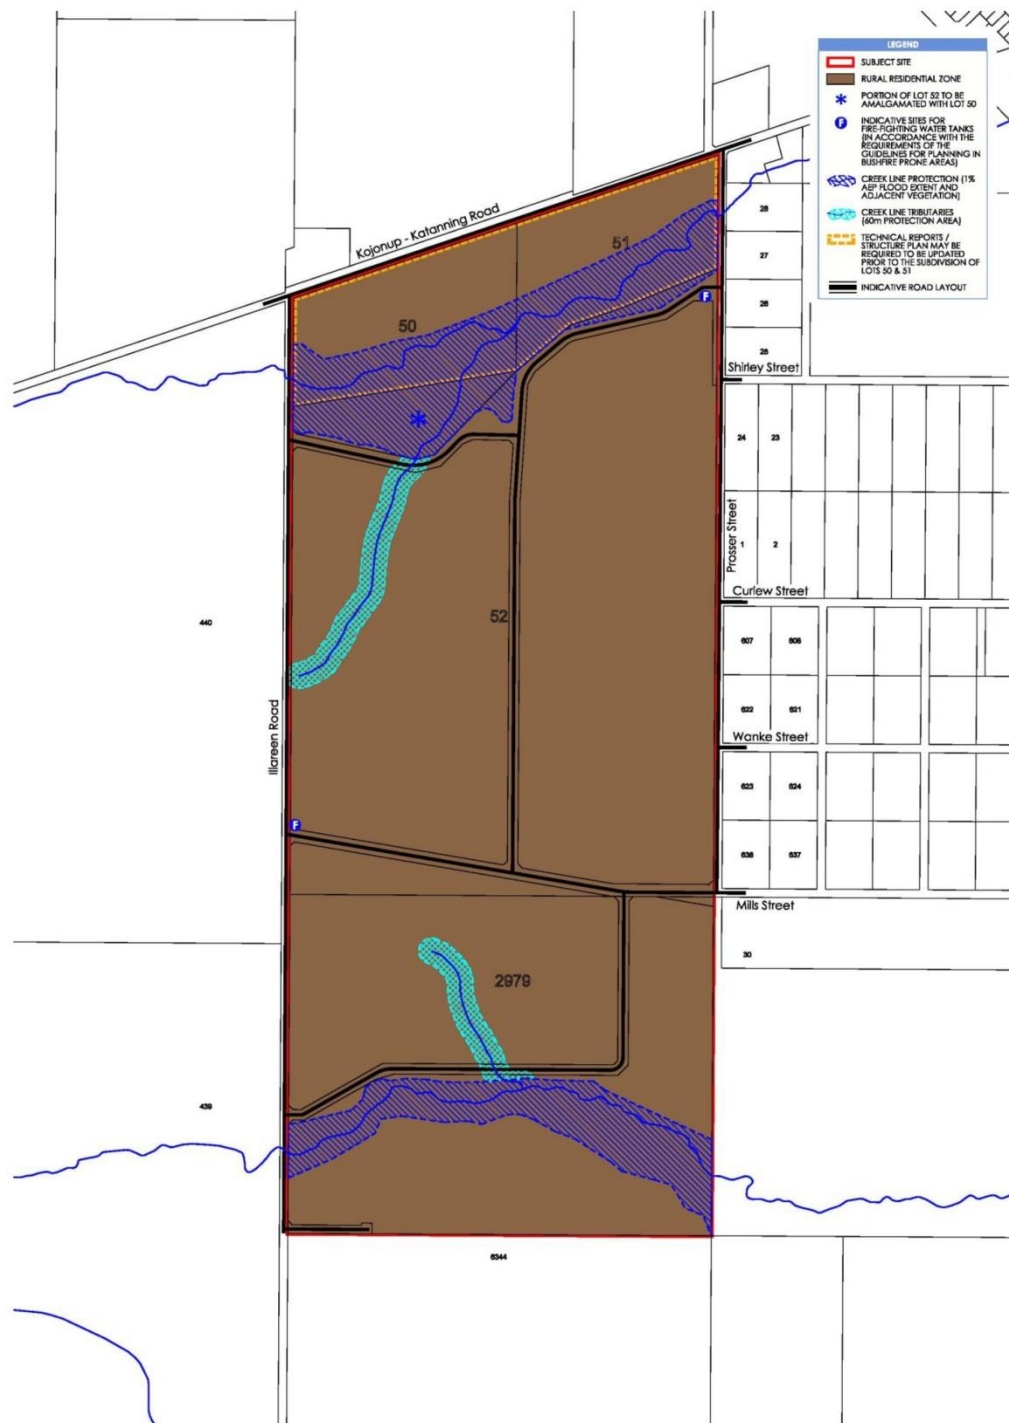 LEGEND
SUBJECT SITE
RURAL RESIDENTIAL ZONE
PORTION OF LOT 52 TO BE
AMALGAMATED WITH LOT 50
F
INDICATIVE SITES FOR
FIRE-FIGHTING WATER TANKS
(IN ACCORDANCE WITH THE
REQUIREMENTS OF THE
GUIDELINES FOR PLANNING IN
BUSHFIRE PRONE AREAS)
CREEK LINE PROTECTION (1%
AEP FLOOD EXTENT AND
ADJACENT VEGETATION)
CREEK LINE TRIBUTARIES
(60m PROTECTION AREA)
TECHNICAL REPORTS /
STRUCTURE PLAN MAY BE
REQUIRED TO BE UPDATED
PRIOR TO THE SUBDIVISION OF
LOTS 50 & 51
INDICATIVE ROAD LAYOUT
Kojonup - Katanning Road
28
51
27
F
26
50
25
Shirley Street
24
23
Prosser Street
1
2
Curlew Street
440
52
607
606
622
621
Illareen Road
Wanke Street
623
624
F
636
637
Mills Street
30
2979
439
6344